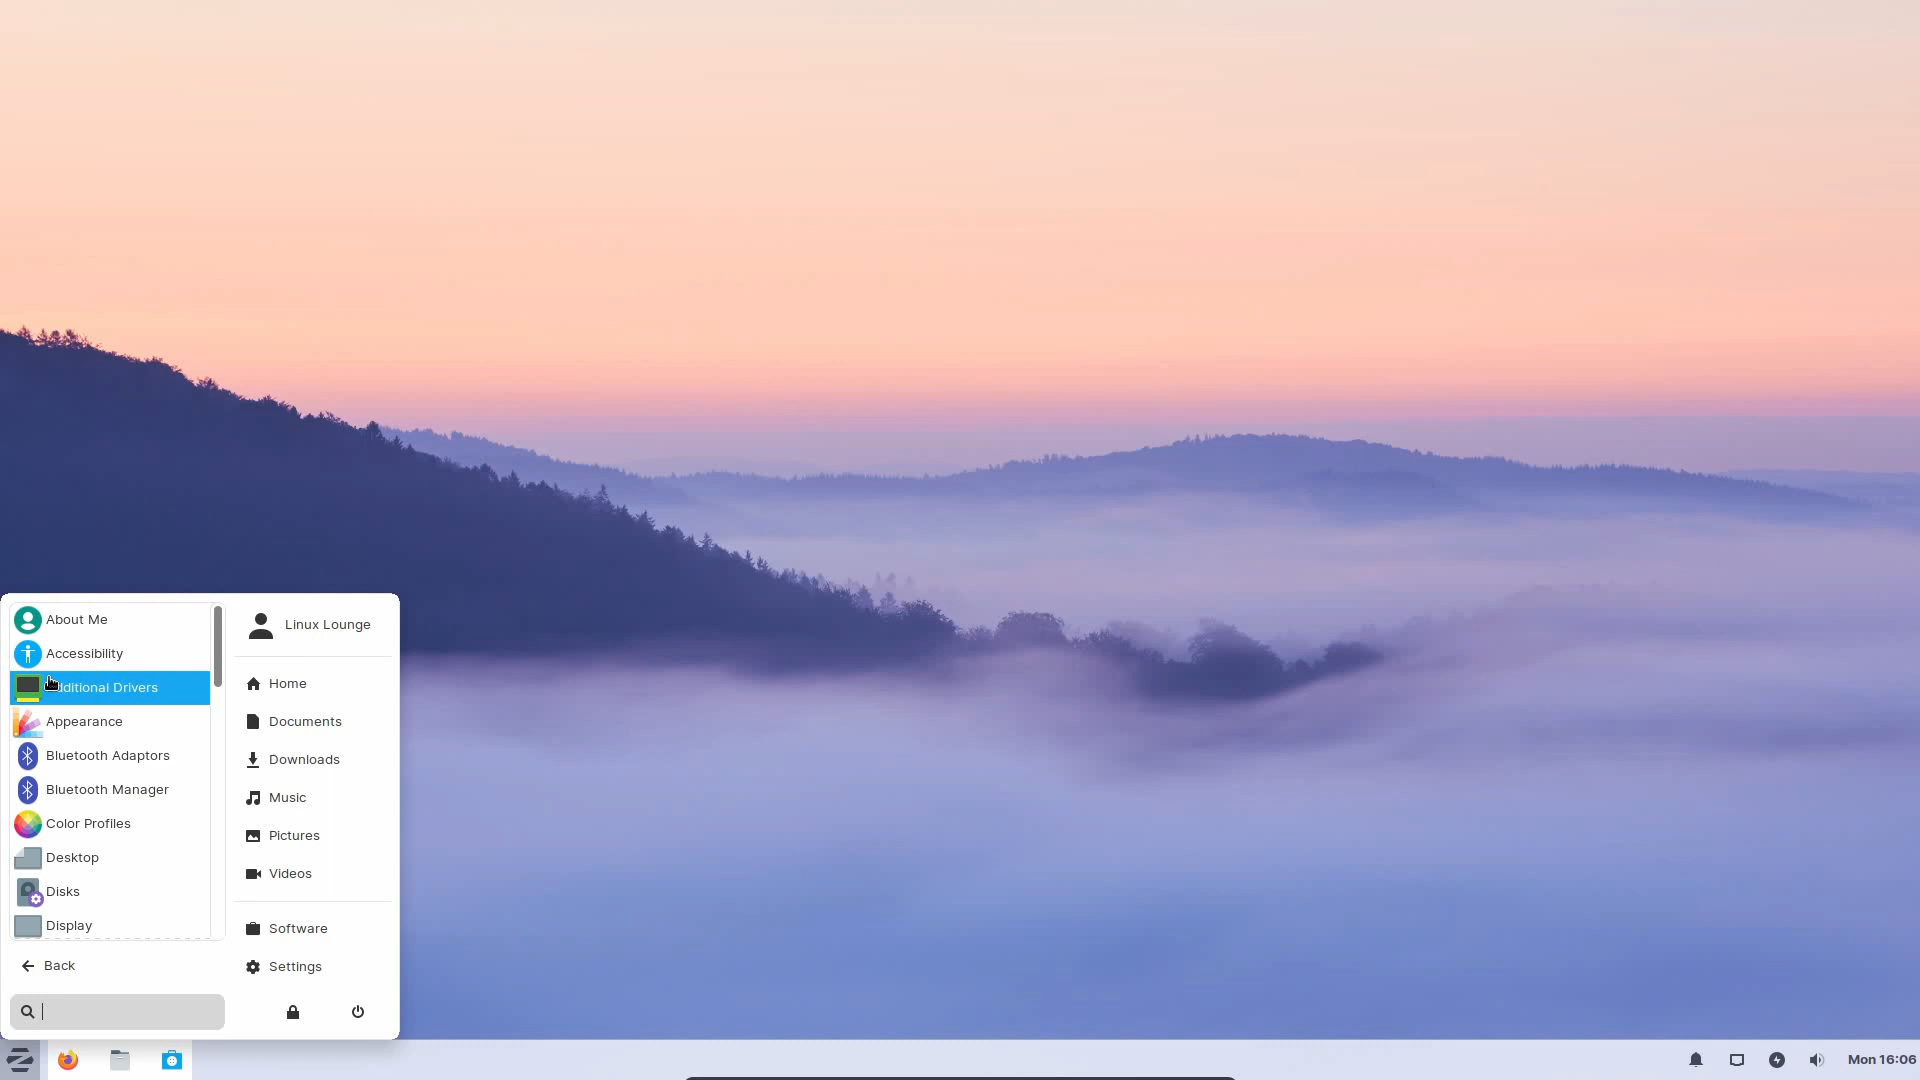 About Me
Accessibility
ditional Drivers
Appearance
Bluetooth Adaptors
Bluetooth Manager
Color Profiles
Desktop
Disks
Display
Back
Linux Lounge
Home
Documents
Downloads
Music
Pictures
Videos
Software
Settings
Mon 16:06